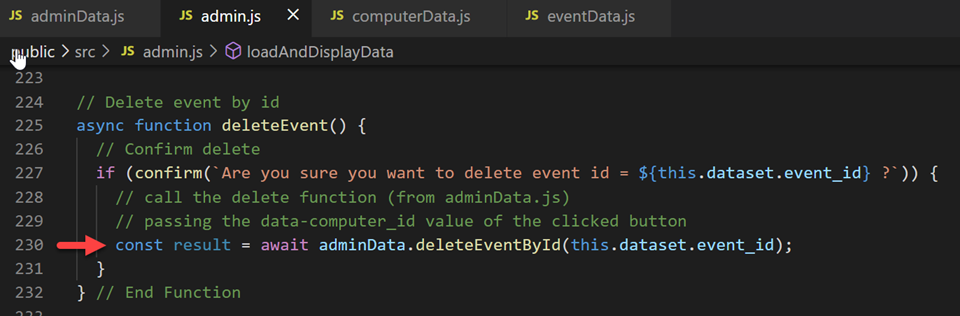 JS adminData.js JS admin.js × JS computerData.js JS eventData.js
public > src > JS admin.js > loadAndDisplayData
223
224 // Delete event by id
225 async function deleteEvent() {
226 // Confirm delete
227 if (confirm(`Are you sure you want to delete event id = ${this.dataset.event_id} ?`)) {
228 // call the delete function (from adminData.js)
229 // passing the data-computer_id value of the clicked button
230 const result = await adminData.deleteEventById(this.dataset.event_id);
231 }
232 } // End Function